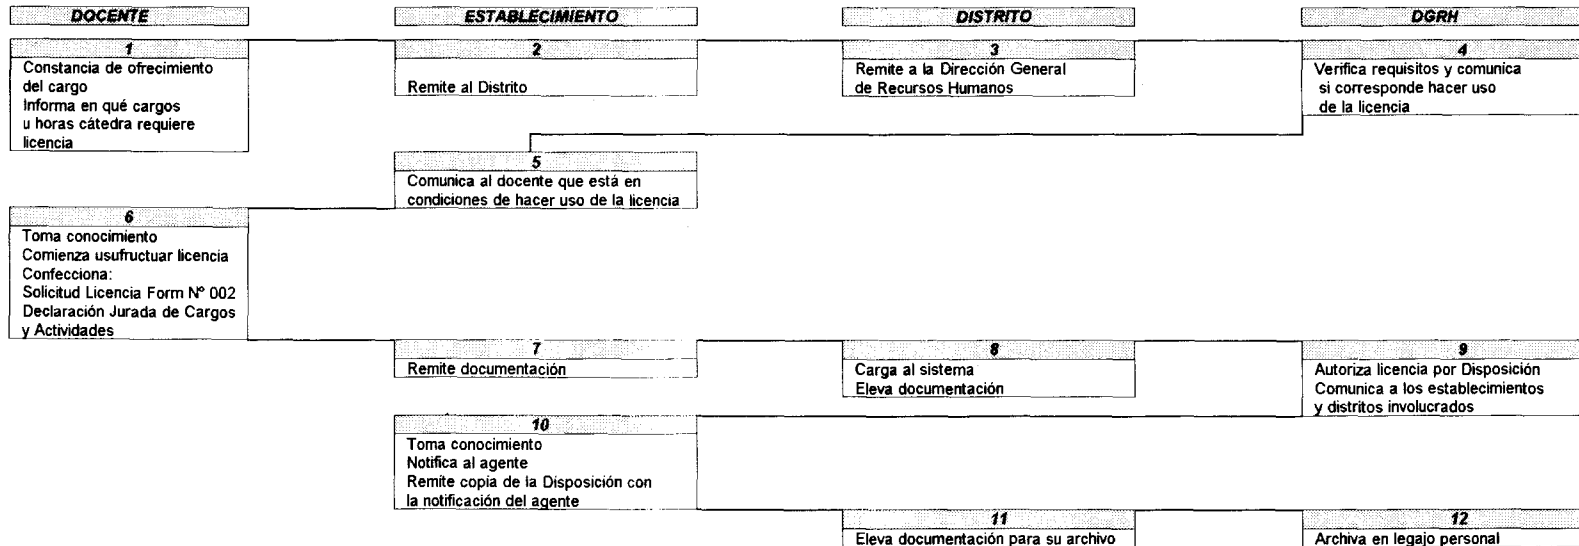 DOCENTE
ESTABLECIMIENTO
DISTRITO
DGRH
1
Constancia de ofrecimiento
del cargo
Informa en qué cargos
u horas cátedra requiere
licencia
2
Remite al Distrito
3
Remite a la Dirección General
de Recursos Humanos
4
Verifica requisitos y comunica
si corresponde hacer uso
de la licencia
5
Comunica al docente que está en
condiciones de hacer uso de la licencia
6
Toma conocimiento
Comienza usufructuar licencia
Confecciona:
Solicitud Licencia Form Nº 002
Declaración Jurada de Cargos
y Actividades
7
Remite documentación
8
Carga al sistema
Eleva documentación
9
Autoriza licencia por Disposición
Comunica a los establecimientos
y distritos involucrados
10
Toma conocimiento
Notifica al agente
Remite copia de la Disposición con
la notificación del agente
11
Eleva documentación para su archivo
12
Archiva en legajo personal